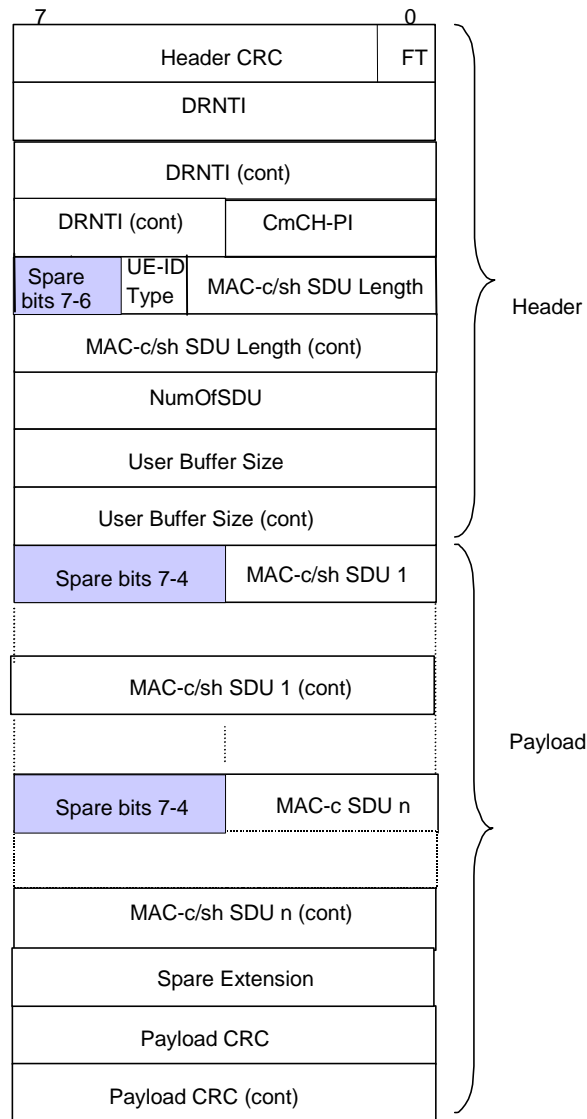 7 0
Header CRC FT
DRNTI
DRNTI (cont)
DRNTI (cont) CmCH-PI
Spare bits 7-6 UE-ID Type MAC-c/sh SDU Length
Header
MAC-c/sh SDU Length (cont)
NumOfSDU
User Buffer Size
User Buffer Size (cont)
Spare bits 7-4 MAC-c/sh SDU 1
MAC-c/sh SDU 1 (cont)
Payload
Spare bits 7-4 MAC-c SDU n
MAC-c/sh SDU n (cont)
Spare Extension
Payload CRC
Payload CRC (cont)